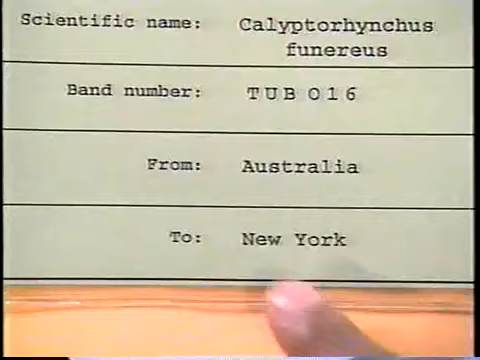 Scientific name: Calyptorhynchus
funereus
Band number: TUB 016
From: Australia
To: New York